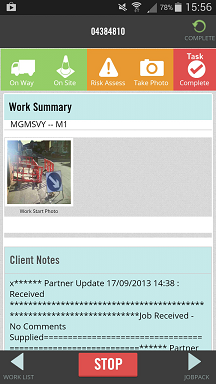 78% 15:56
04384810
COMPLETE
On Way
On Site
Risk Assess
Take Photo
Task
Complete
Work Summary
MGMSVY -- M1
Work Start Photo
Client Notes
x****** Partner Update 17/09/2013 14:38 :
Received
******************************************
*****************************Job Received -
No Comments
Supplied==================================
===========================****** Partner
WORK LIST
STOP
JOBPACK